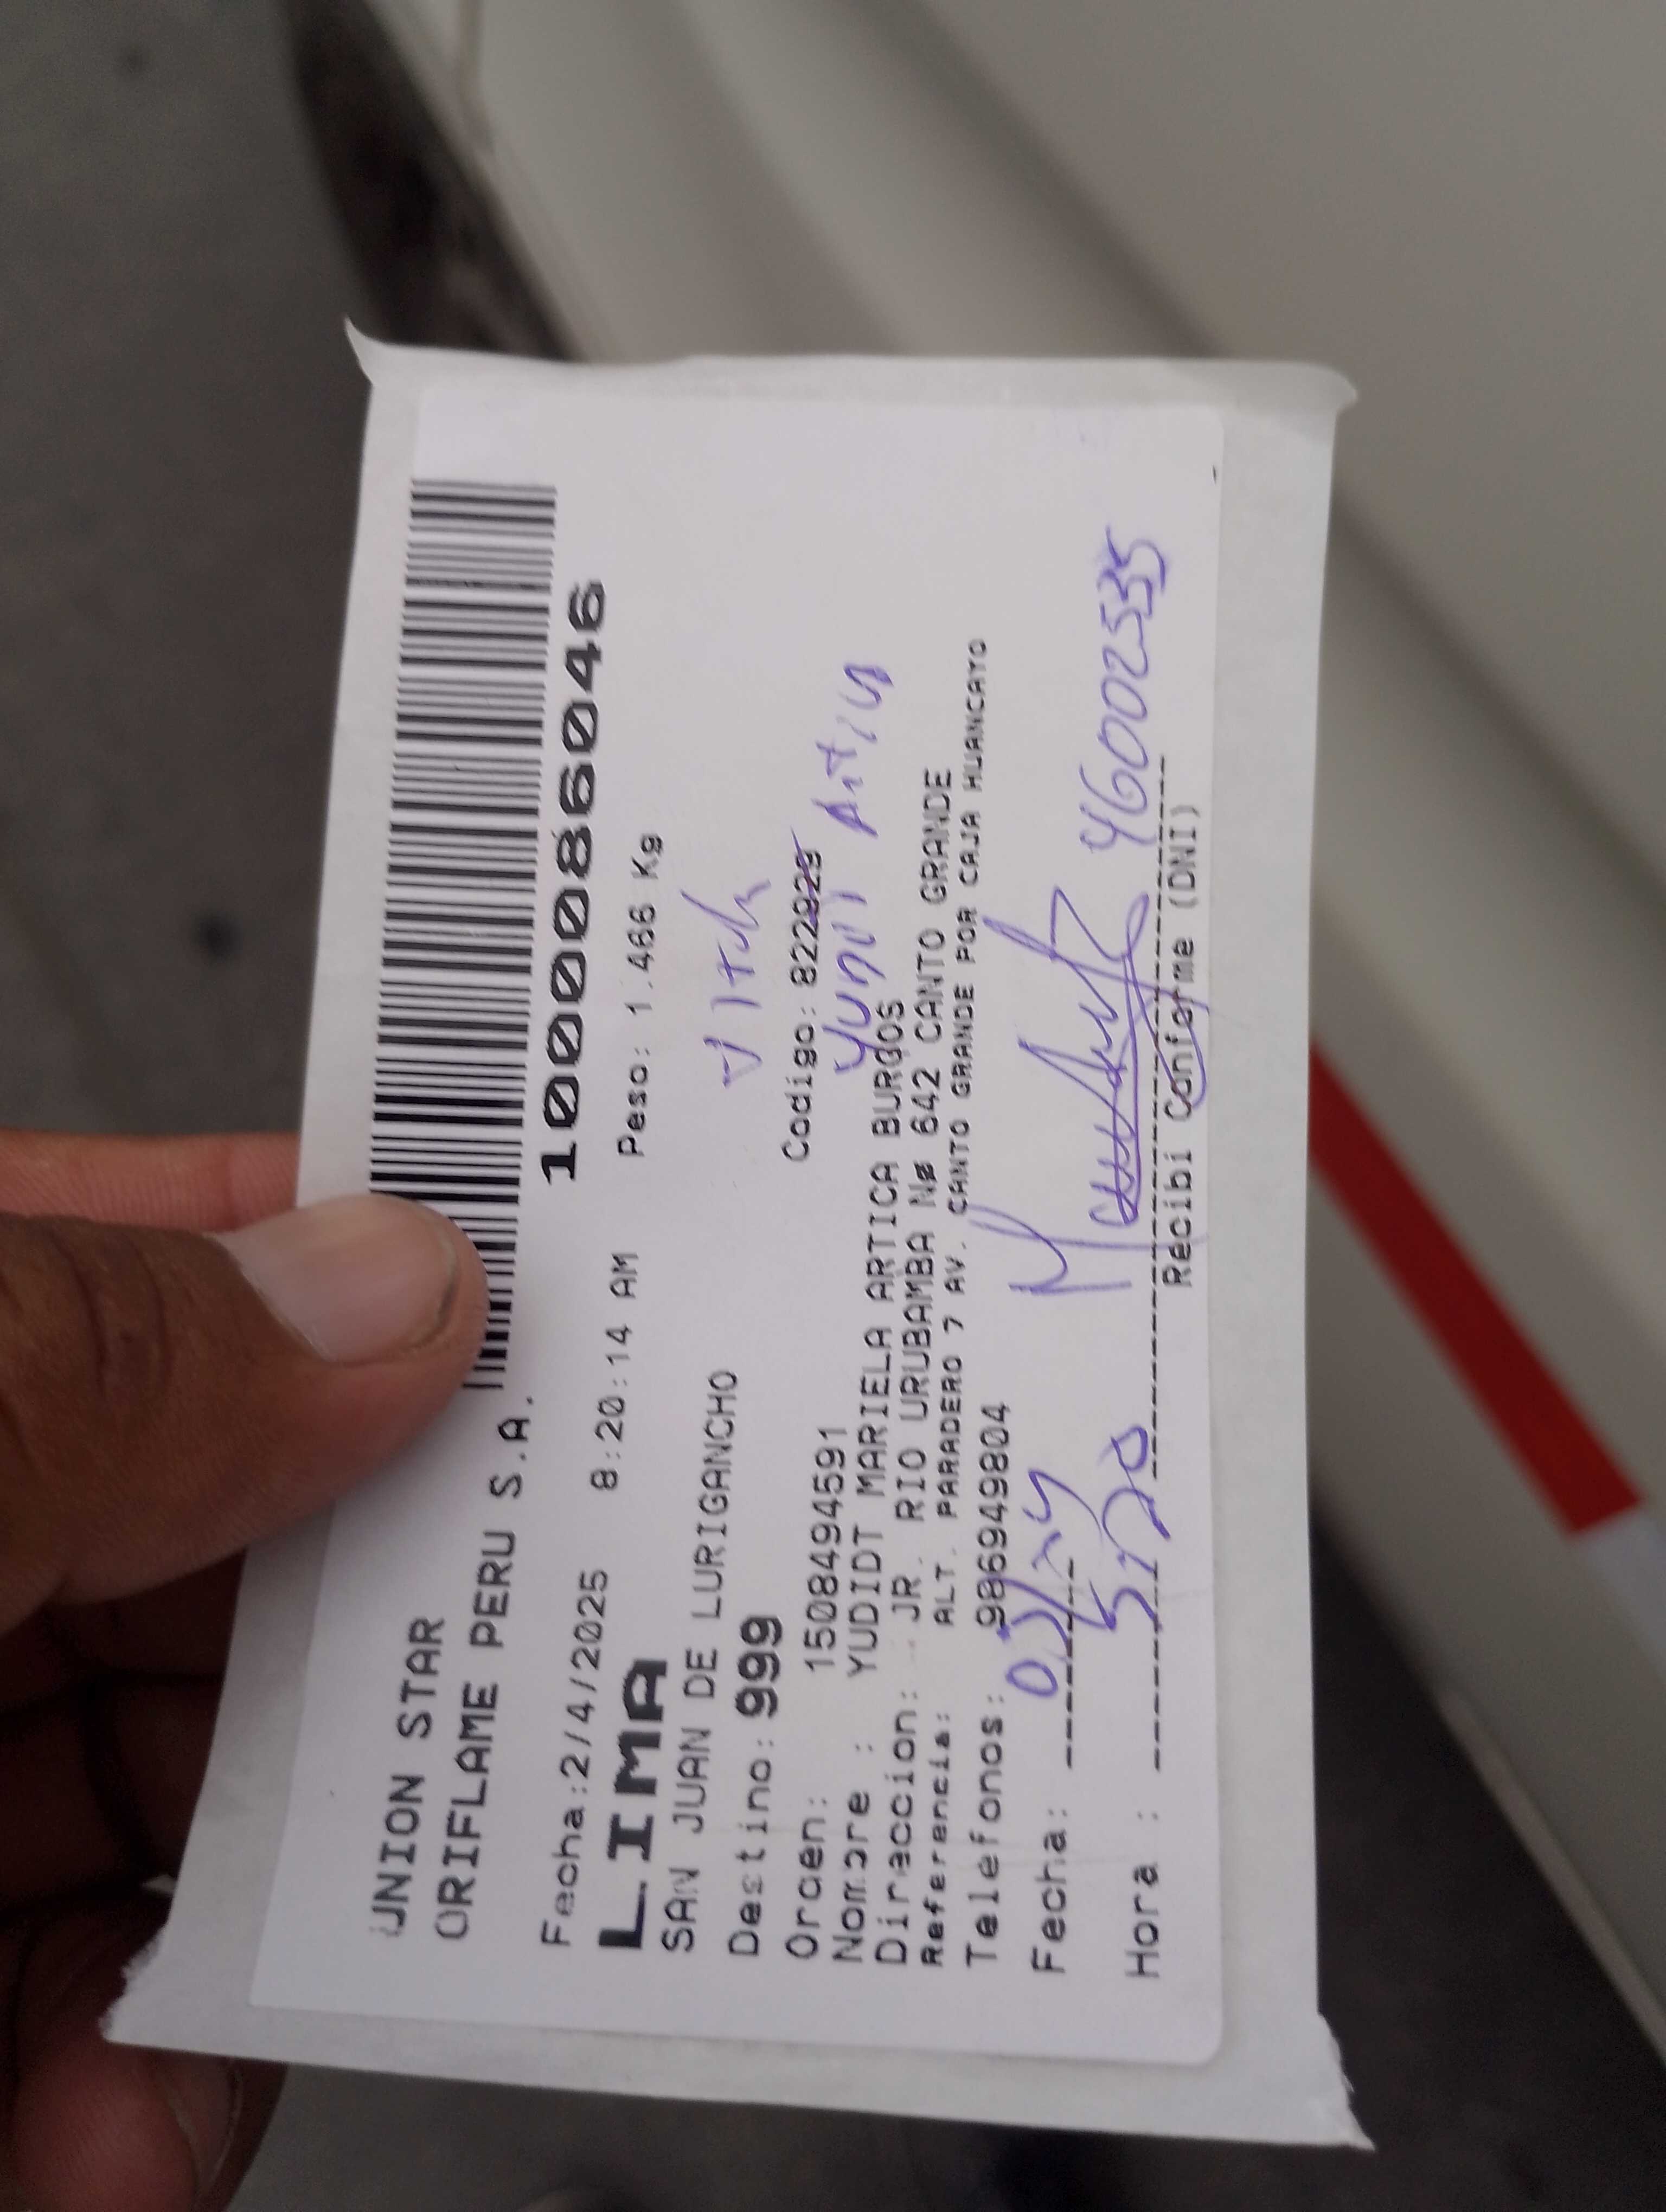 UNION STAR
ORIFLAME PERU S.A.
1000086046
Fecha:2/4/2025 8:20:14 AM Peso: 1.466 Kg
LIMA
SAN JUAN DE LURIGANCHO
Destino: 999
Orden: 1508494591 Codigo: 822929
Nombre : YUDIDT MARIELA ARTICA BURGOS
Direccion: JR. RIO URUBAMBA Nº 642 CANTO GRANDE
Referencia: ALT. PARADERO 7 AV. CANTO GRANDE POR CAJA HUANCAYO
Telefonos: 986949804
Fecha:
Hora : 46002535
Recibi Conforme (DNI)